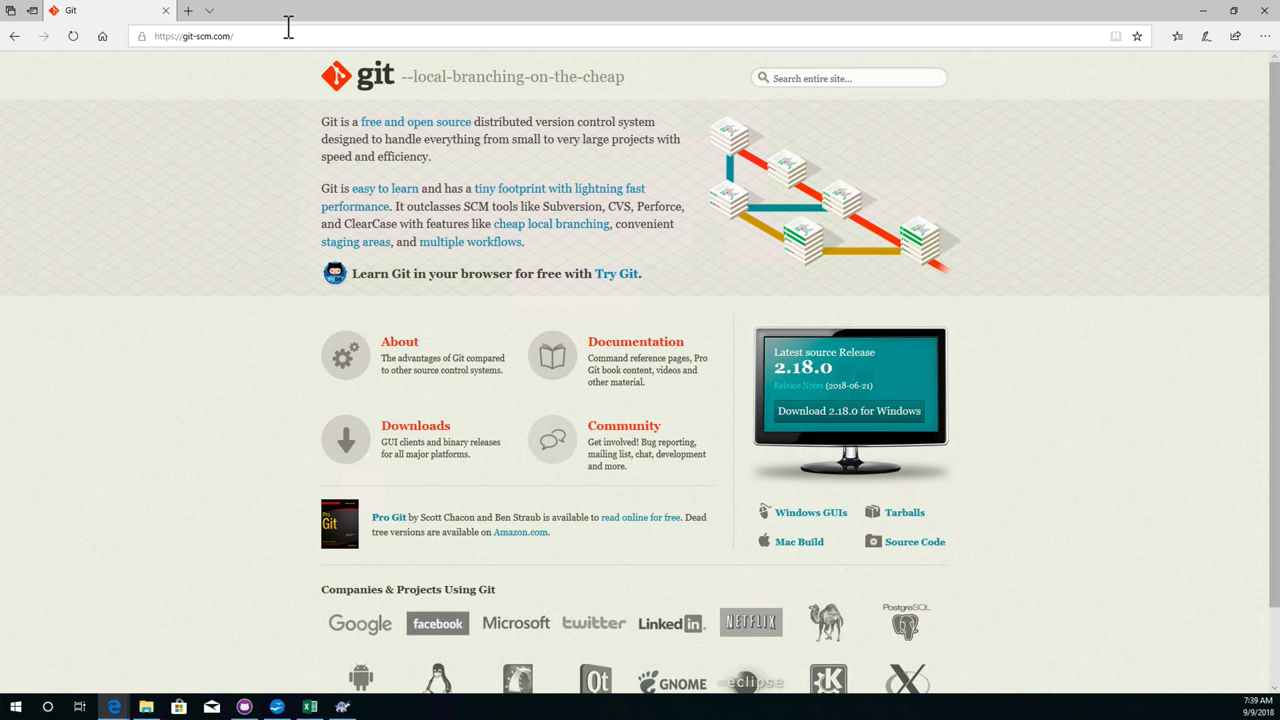 Git
https://git-scm.com/
git --local-branching-on-the-cheap
Search entire site...
Git is a free and open source distributed version control system
designed to handle everything from small to very large projects with
speed and efficiency.
Git is easy to learn and has a tiny footprint with lightning fast
performance. It outclasses SCM tools like Subversion, CVS, Perforce,
and ClearCase with features like cheap local branching, convenient
staging areas, and multiple workflows.
Learn Git in your browser for free with Try Git.
About
The advantages of Git compared
to other source control systems.
Documentation
Command reference pages, Pro
Git book content, videos and
other material.
Downloads
GUI clients and binary releases
for all major platforms.
Community
Get involved! Bug reporting,
mailing list, chat, development
and more.
Latest source Release
2.18.0
Release Notes (2018-06-21)
Download 2.18.0 for Windows
Windows GUIs
Tarballs
Mac Build
Source Code
Pro
Git
Pro Git by Scott Chacon and Ben Straub is available to read online for free. Dead
tree versions are available on Amazon.com.
Companies & Projects Using Git
Google facebook Microsoft twitter Linked in NETFLIX PostgreSQL
Qt GNOME eclipse
7:39 AM
9/9/2018